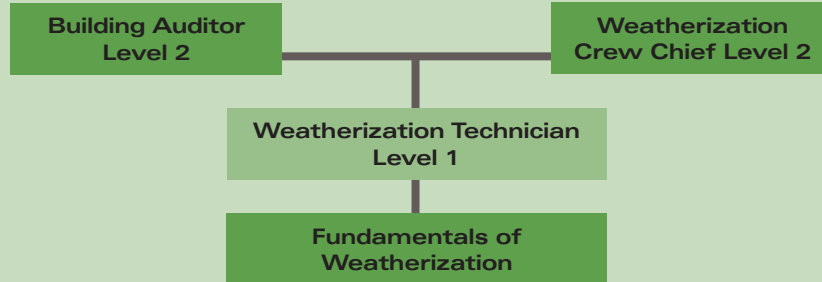 Building Auditor
Level 2
Weatherization
Crew Chief Level 2
Weatherization Technician
Level 1
Fundamentals of
Weatherization